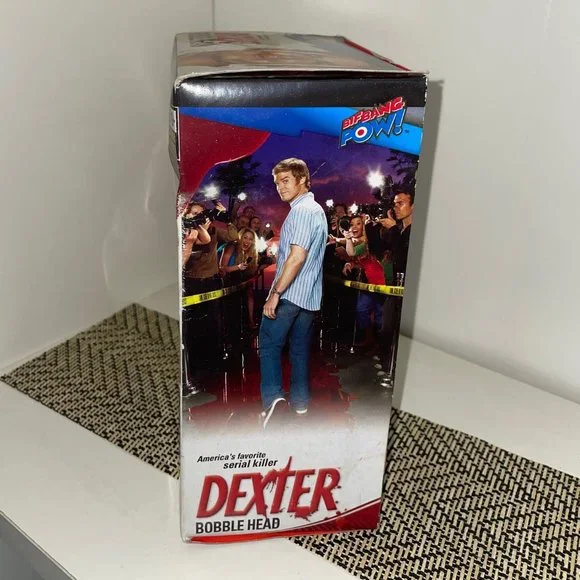 BIF BANG
POW!
America's favorite
serial killer
DEXTER
BOBBLE HEAD